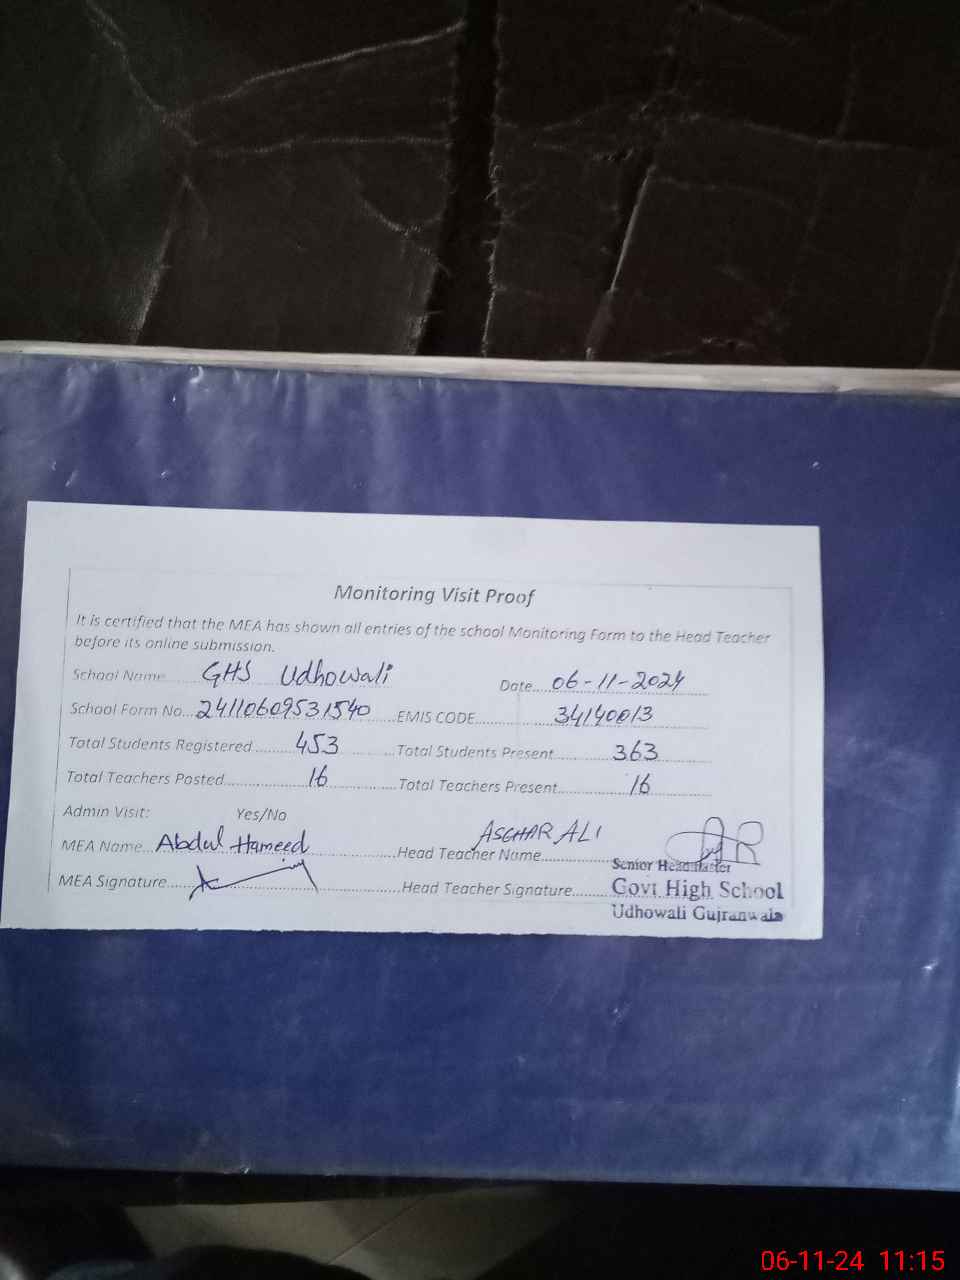 Monitoring Visit Proof
It is certified that the MEA has shown all entries of the school Monitoring Form to the Head Teacher
before its online submission.
School Name GHS Udhowali Date....06-11-2024
School Form No...24110609531540......EMIS CODE..............34140013
Total Students Registered..........453.............Total Students Present..............363
Total Teachers Posted..................16................Total Teachers Present..............16
Admin Visit: Yes/No
MEA Name...Abdul Hameed..................Head Teacher Name.................ASGHAR ALI
MEA Signature......................................Head Teacher Signature........
Senior Headmaster
Govt High School
Udhowali Gujranwala
06-11-24 11:15